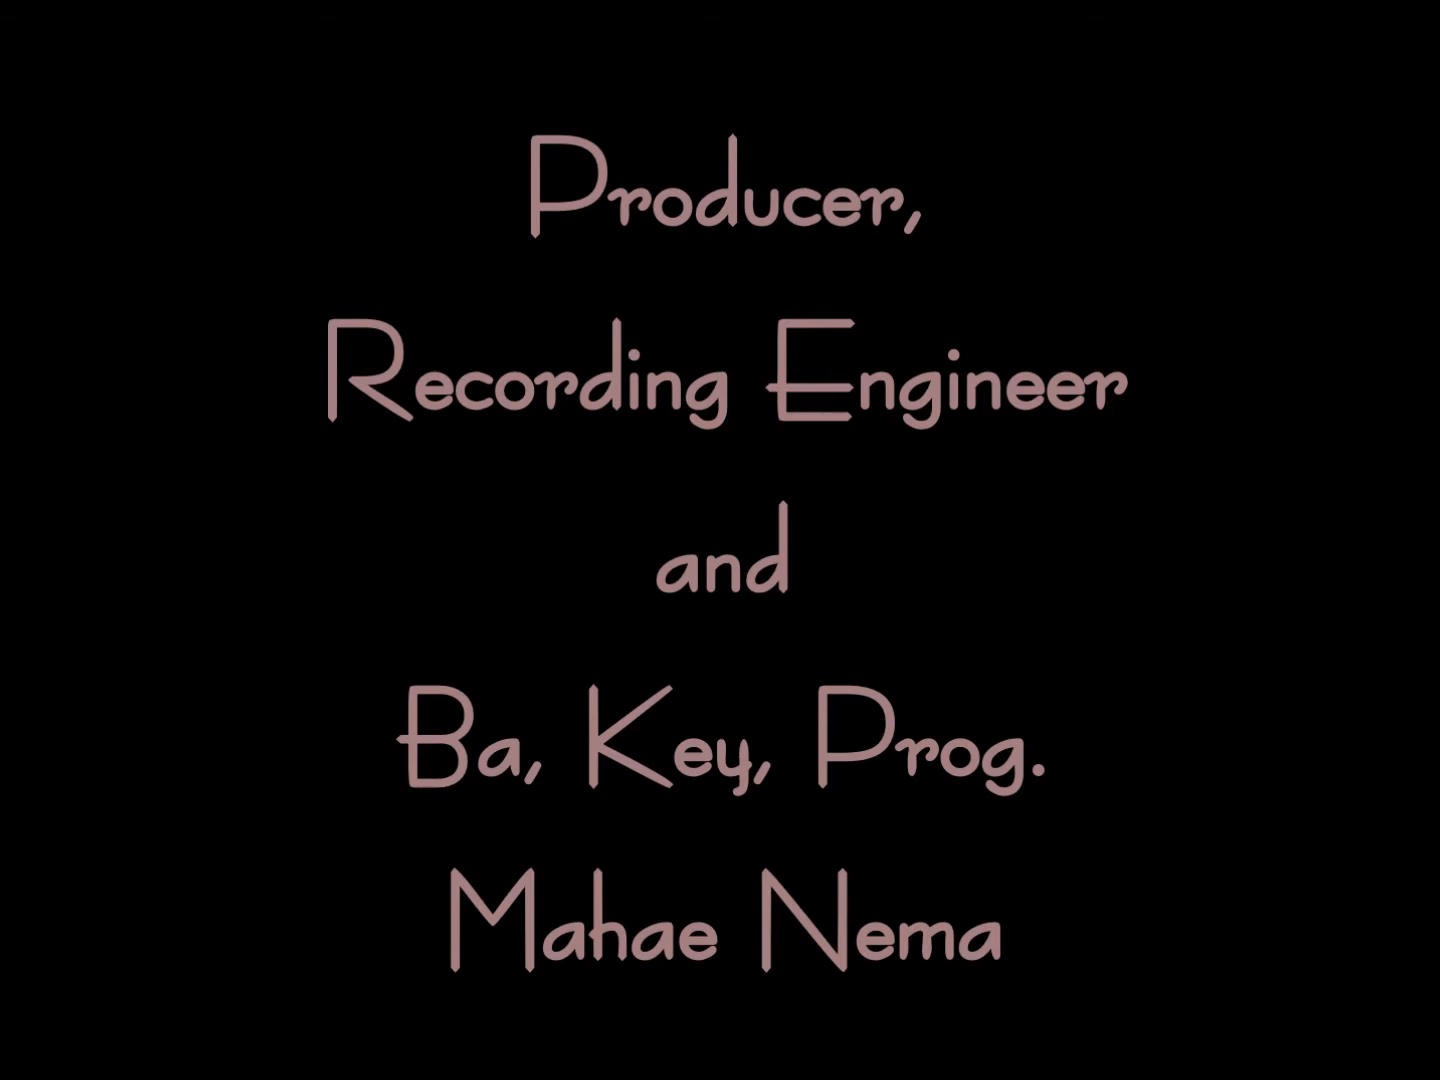 Producer,
Recording Engineer
and
Ba, Key, Prog.
Mahae Nema